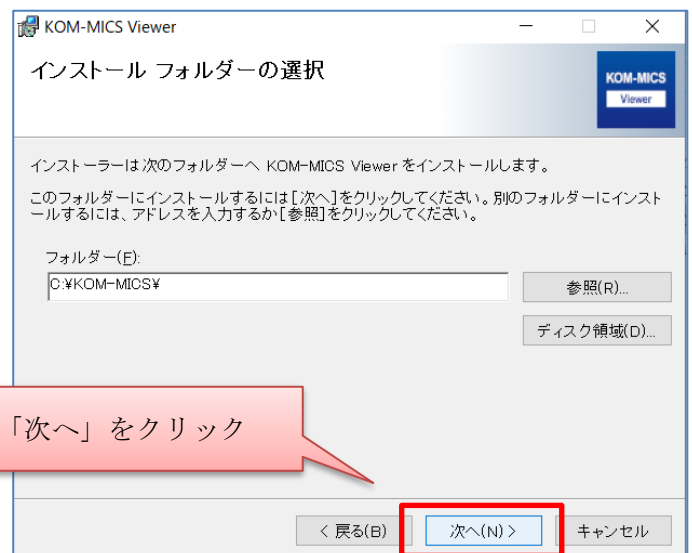 KOM-MICS Viewer
インストール フォルダーの選択
KOM-MICS
Viewer
インストーラーは次のフォルダーへ KOM-MICS Viewer をインストールします。
このフォルダーにインストールするには[次へ]をクリックしてください。別のフォルダーにインスト
ールするには、アドレスを入力するか[参照]をクリックしてください。
フォルダー(F):
C:¥KOM-MICS¥
参照(R)...
ディスク領域(D)...
「次へ」をクリック
< 戻る(B)
次へ(N) >
キャンセル